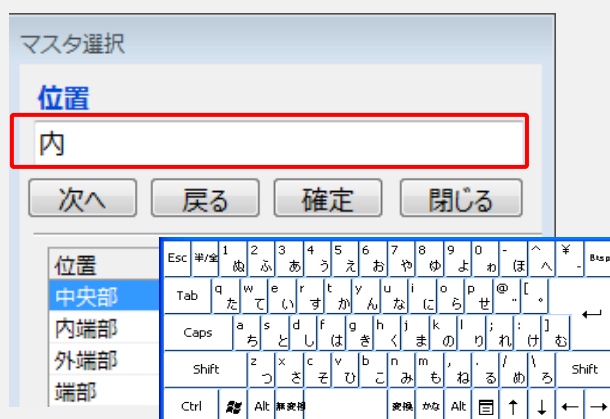 マスタ選択
位置
内
次へ 戻る 確定 閉じる
位置
中央部
内端部
外端部
端部
Esc 半/全 1 ぬ 2 ふ 3 あ 4 う 5 え 6 お 7 や 8 ゆ 9 よ 0 わ - ほ ^ へ ¥ - Bksp
Tab q た w て e い r す t か y ん u な i に o ら p せ @ ゛ [ ゜ ←
Caps a ち s と d し f は g き h く j ま k の l り ; れ : け ] む
Shift z つ x さ c そ v ひ b こ n み m も , ね . る / め \ ろ Shift
Ctrl Alt 無変換 変換 かな Alt ↑ ↓ ← →